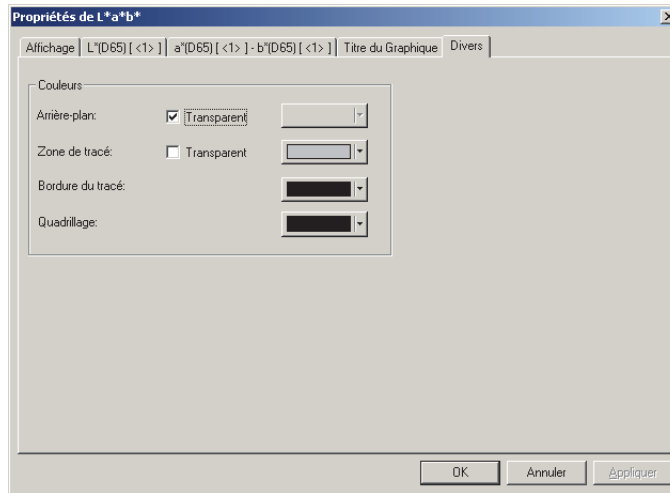 Propriétés de L*a*b*
Affichage L*(D65) [ <1> ] a*(D65) [ <1> ] - b*(D65) [ <1> ] Titre du Graphique Divers
Couleurs
Arrière-plan: Transparent
Zone de tracé: Transparent
Bordure du tracé:
Quadrillage:
OK Annuler Appliquer